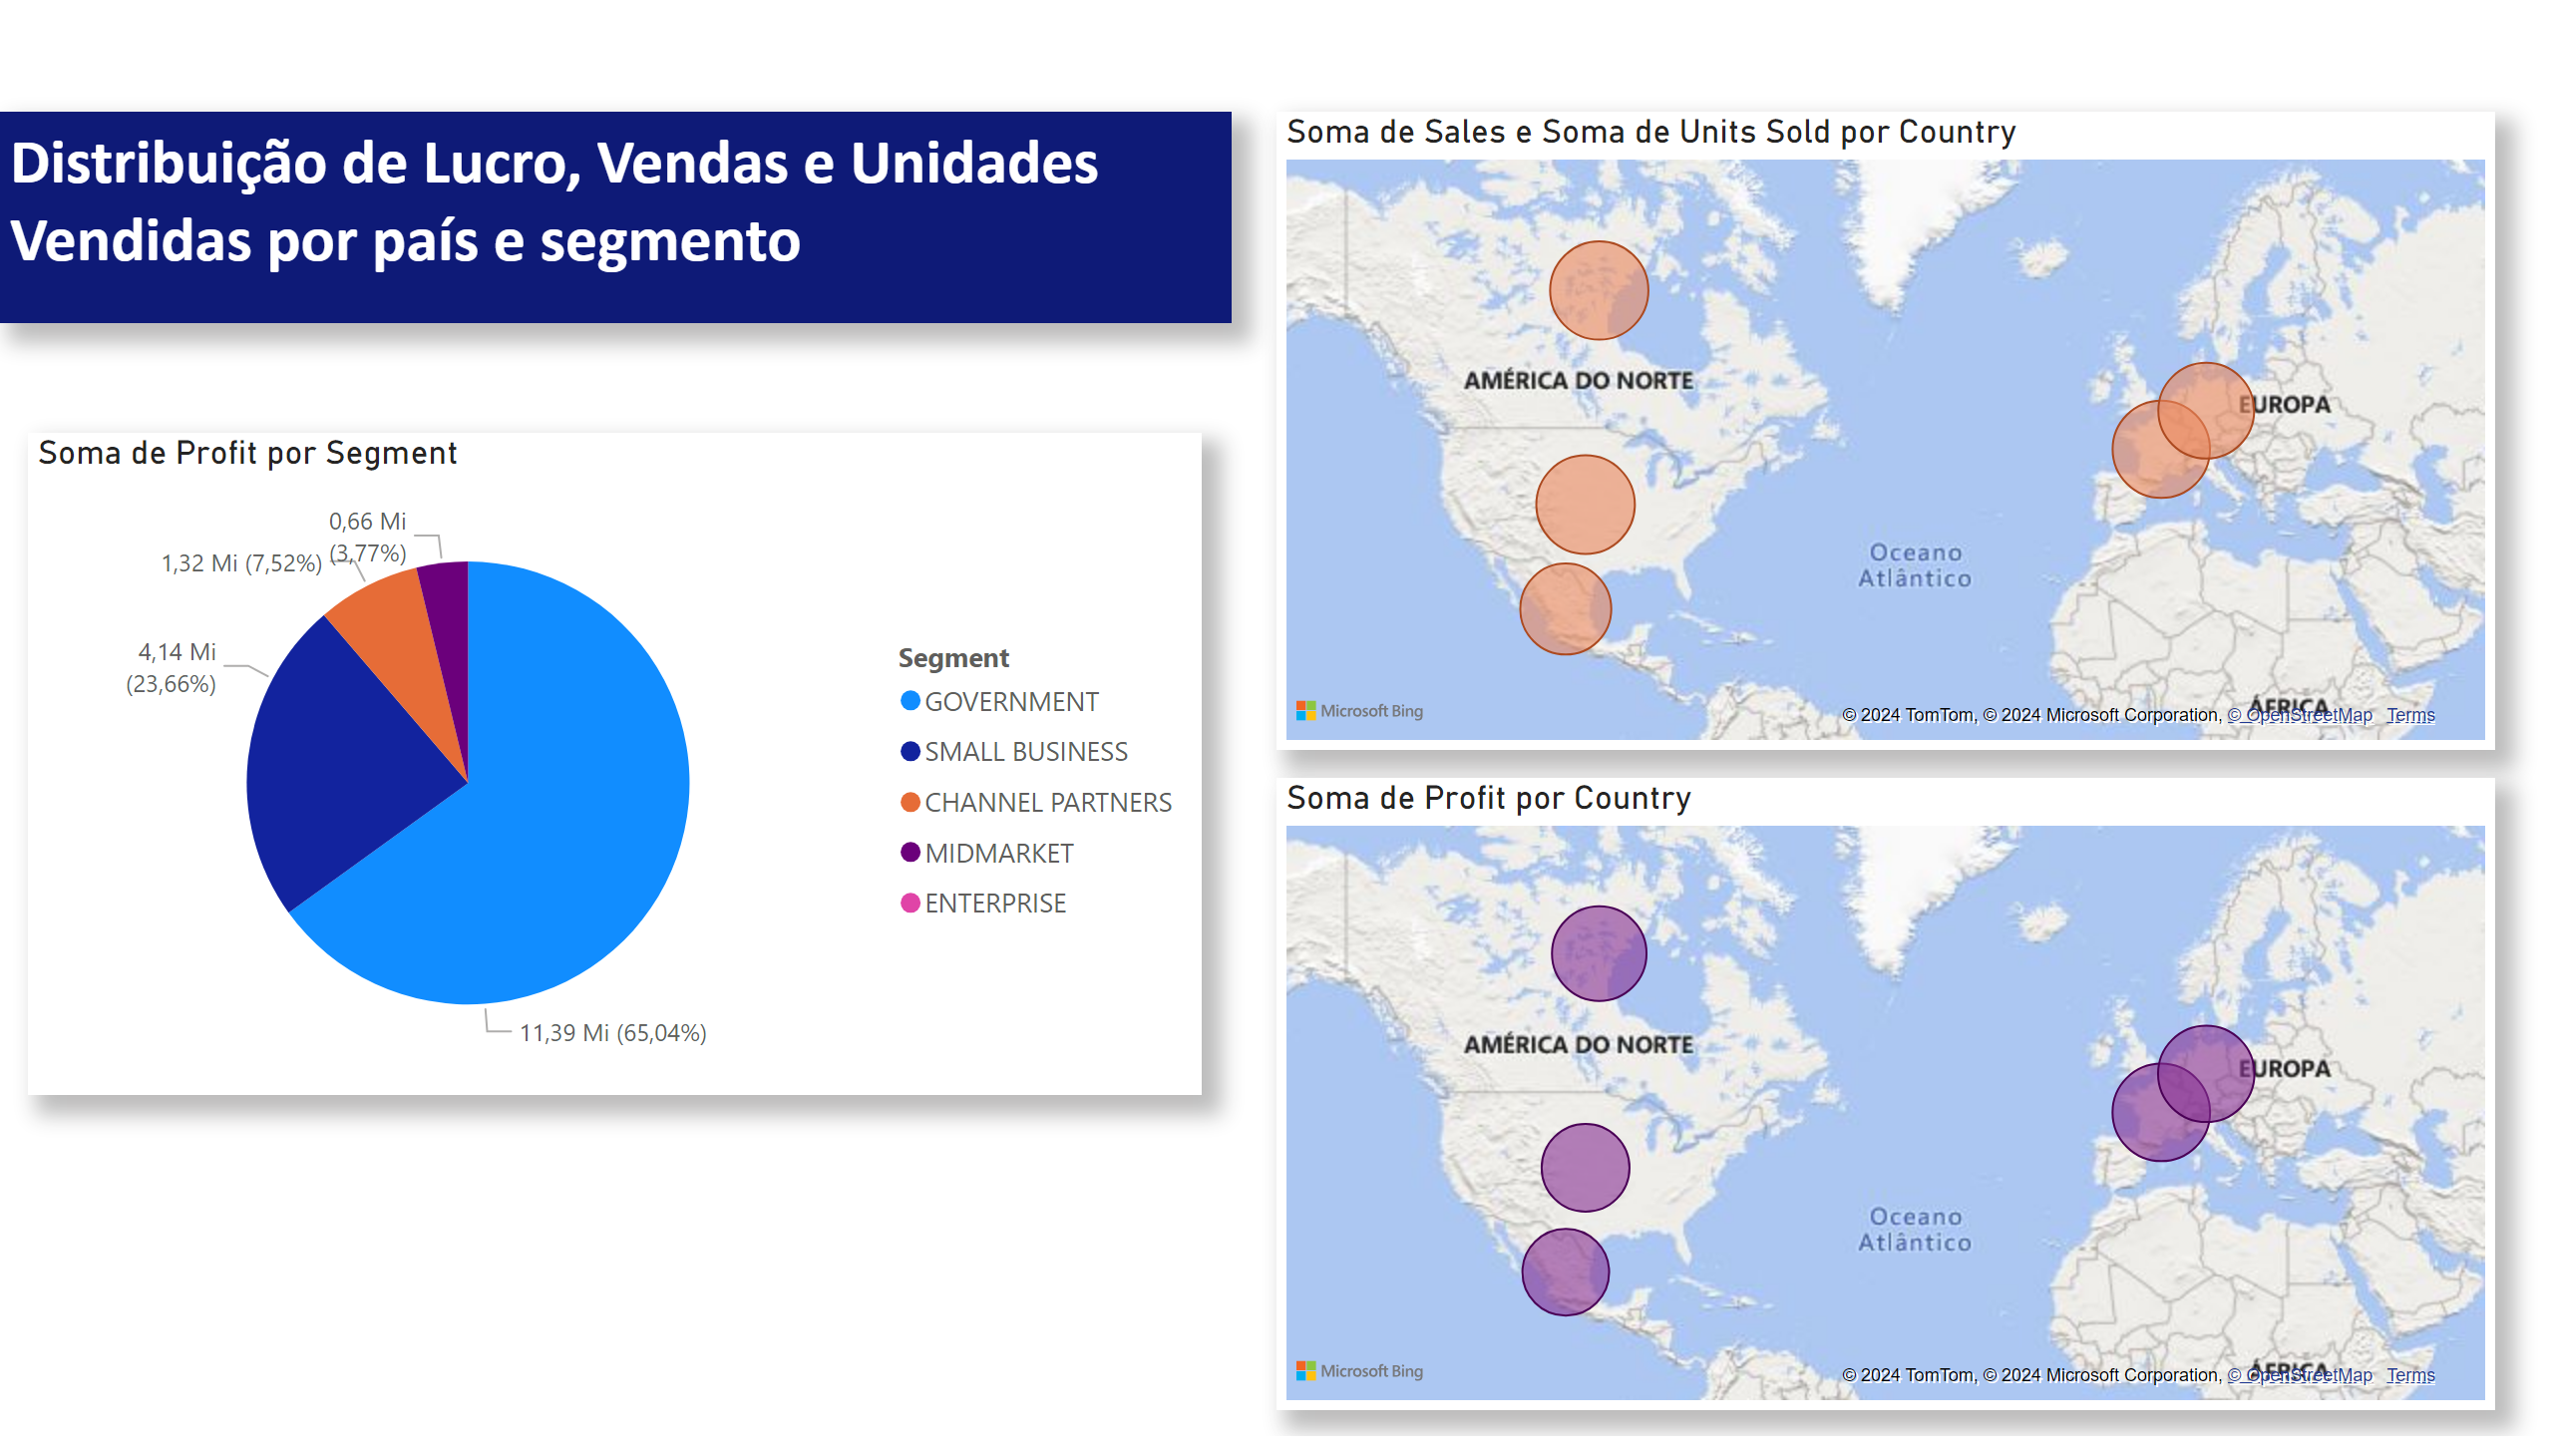 Distribuição de Lucro, Vendas e Unidades
Vendidas por país e segmento
Soma de Profit por Segment
0,66 Mi
(3,77%)
1,32 Mi (7,52%)
4,14 Mi
(23,66%)
11,39 Mi (65,04%)
Segment
GOVERNMENT
SMALL BUSINESS
CHANNEL PARTNERS
MIDMARKET
ENTERPRISE
Soma de Sales e Soma de Units Sold por Country
AMÉRICA DO NORTE
EUROPA
Oceano
Atlântico
ÁFRICA
Microsoft Bing
© 2024 TomTom, © 2024 Microsoft Corporation, © OpenStreetMap Terms
Soma de Profit por Country
AMÉRICA DO NORTE
EUROPA
Oceano
Atlântico
ÁFRICA
Microsoft Bing
© 2024 TomTom, © 2024 Microsoft Corporation, © OpenStreetMap Terms